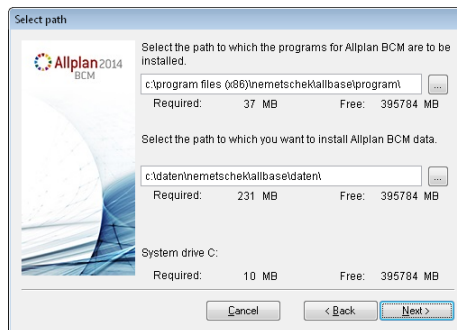 Select path
Allplan 2014
BCM
Select the path to which the programs for Allplan BCM are to be
installed.
c:\program files (x86)\nemetschek\allbase\program\
...
Required: 37 MB Free: 395784 MB
Select the path to which you want to install Allplan BCM data.
c:\daten\nemetschek\allbase\daten\
...
Required: 231 MB Free: 395784 MB
System drive C:
Required: 10 MB Free: 395784 MB
Cancel < Back Next >